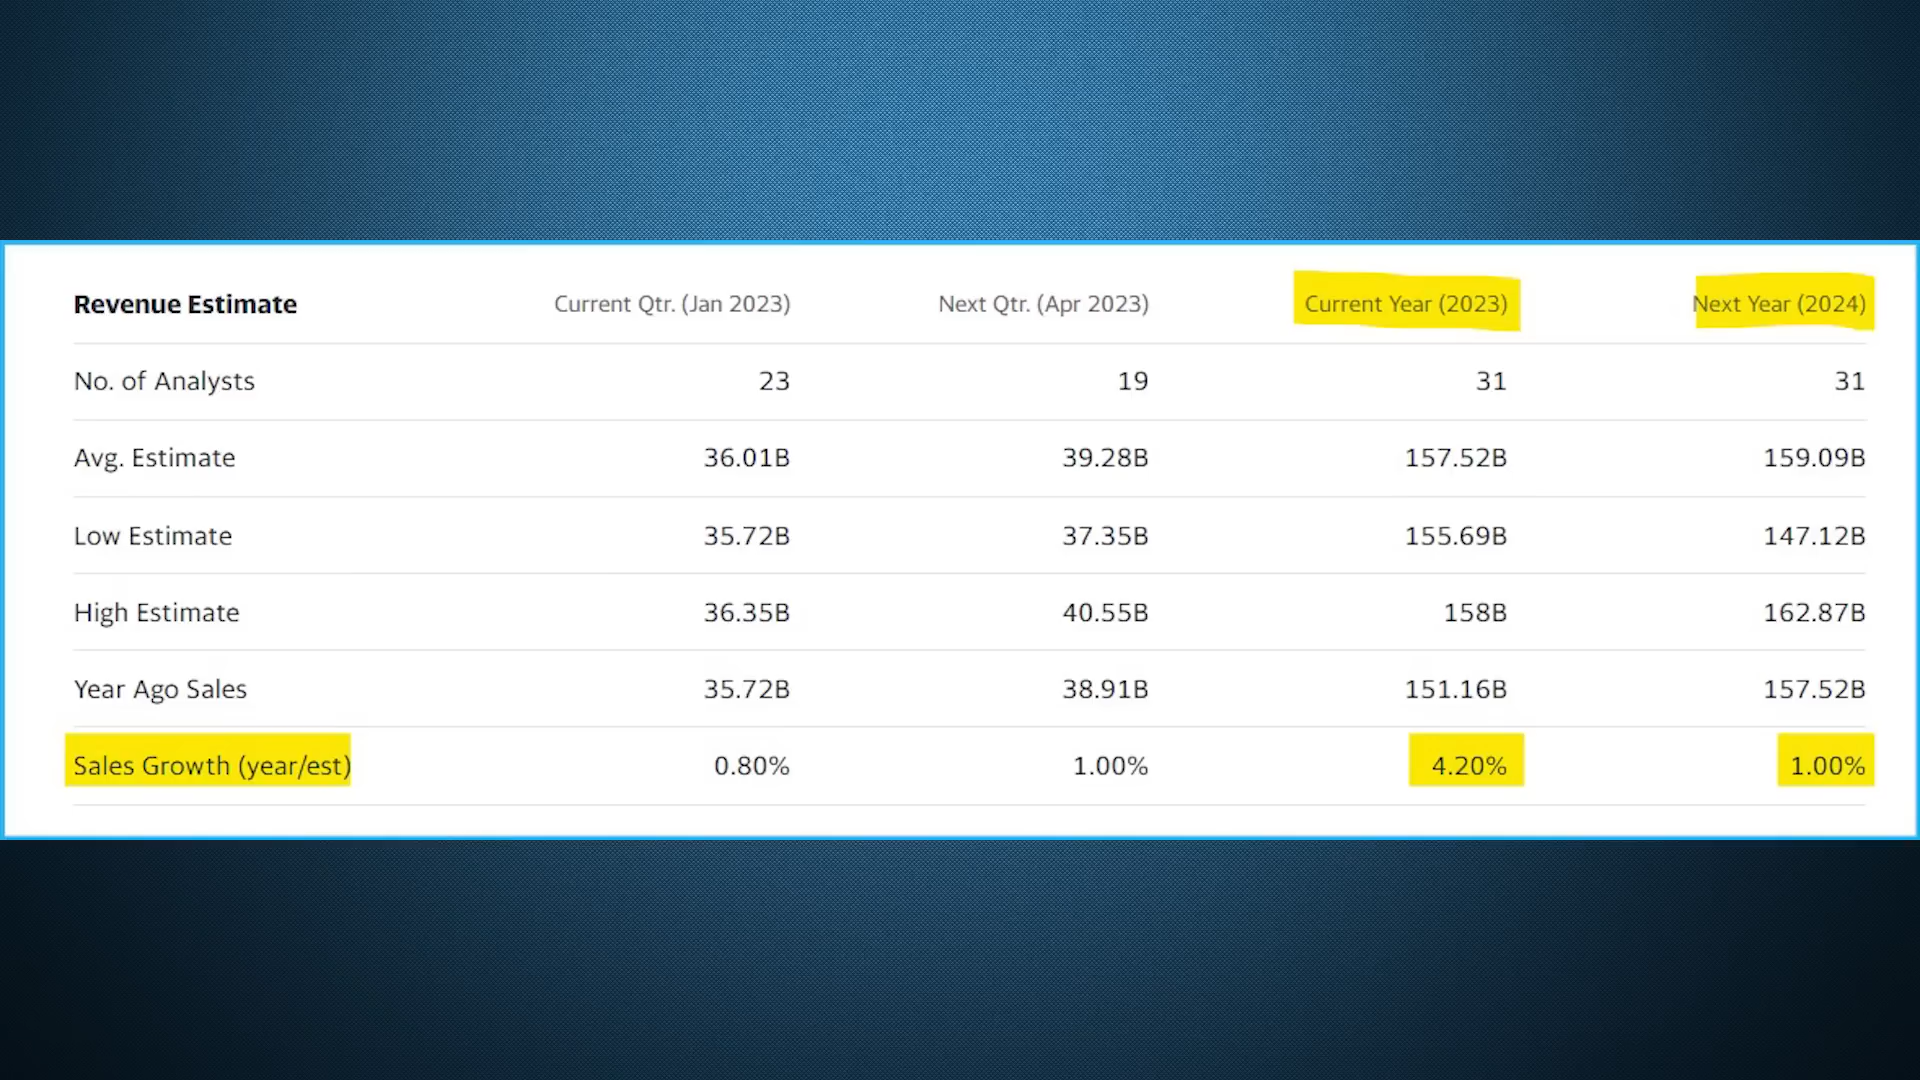 Revenue Estimate Current Qtr. (Jan 2023) Next Qtr. (Apr 2023) Current Year (2023) Next Year (2024)
No. of Analysts 23 19 31 31
Avg. Estimate 36.01B 39.28B 157.52B 159.09B
Low Estimate 35.72B 37.35B 155.69B 147.12B
High Estimate 36.35B 40.55B 158B 162.87B
Year Ago Sales 35.72B 38.91B 151.16B 157.52B
Sales Growth (year/est) 0.80% 1.00% 4.20% 1.00%